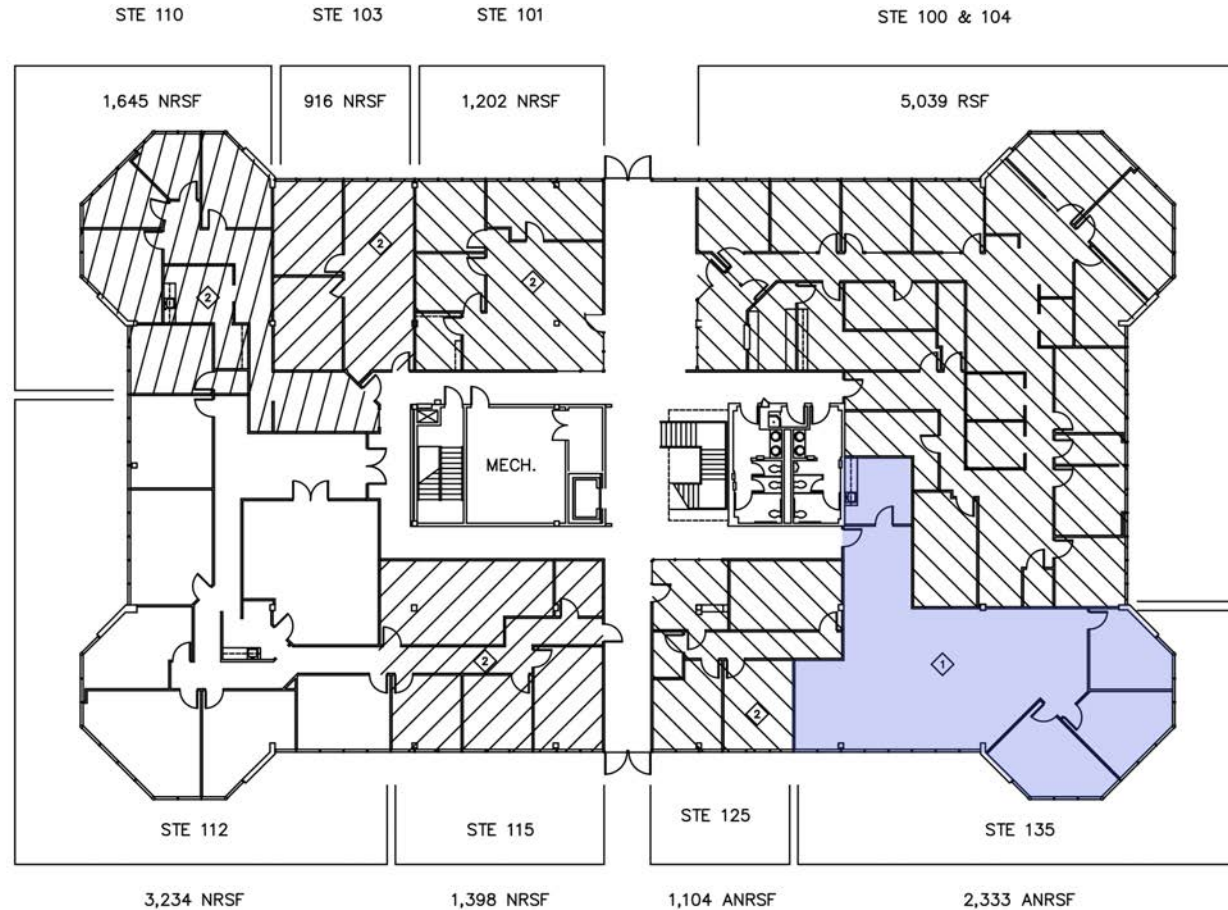 STE 110
STE 103
STE 101
STE 100 & 104
1,645 NRSF
916 NRSF
1,202 NRSF
5,039 RSF
2
2
2
MECH.
2
1
2
STE 112
STE 115
STE 125
STE 135
3,234 NRSF
1,398 NRSF
1,104 ANRSF
2,333 ANRSF